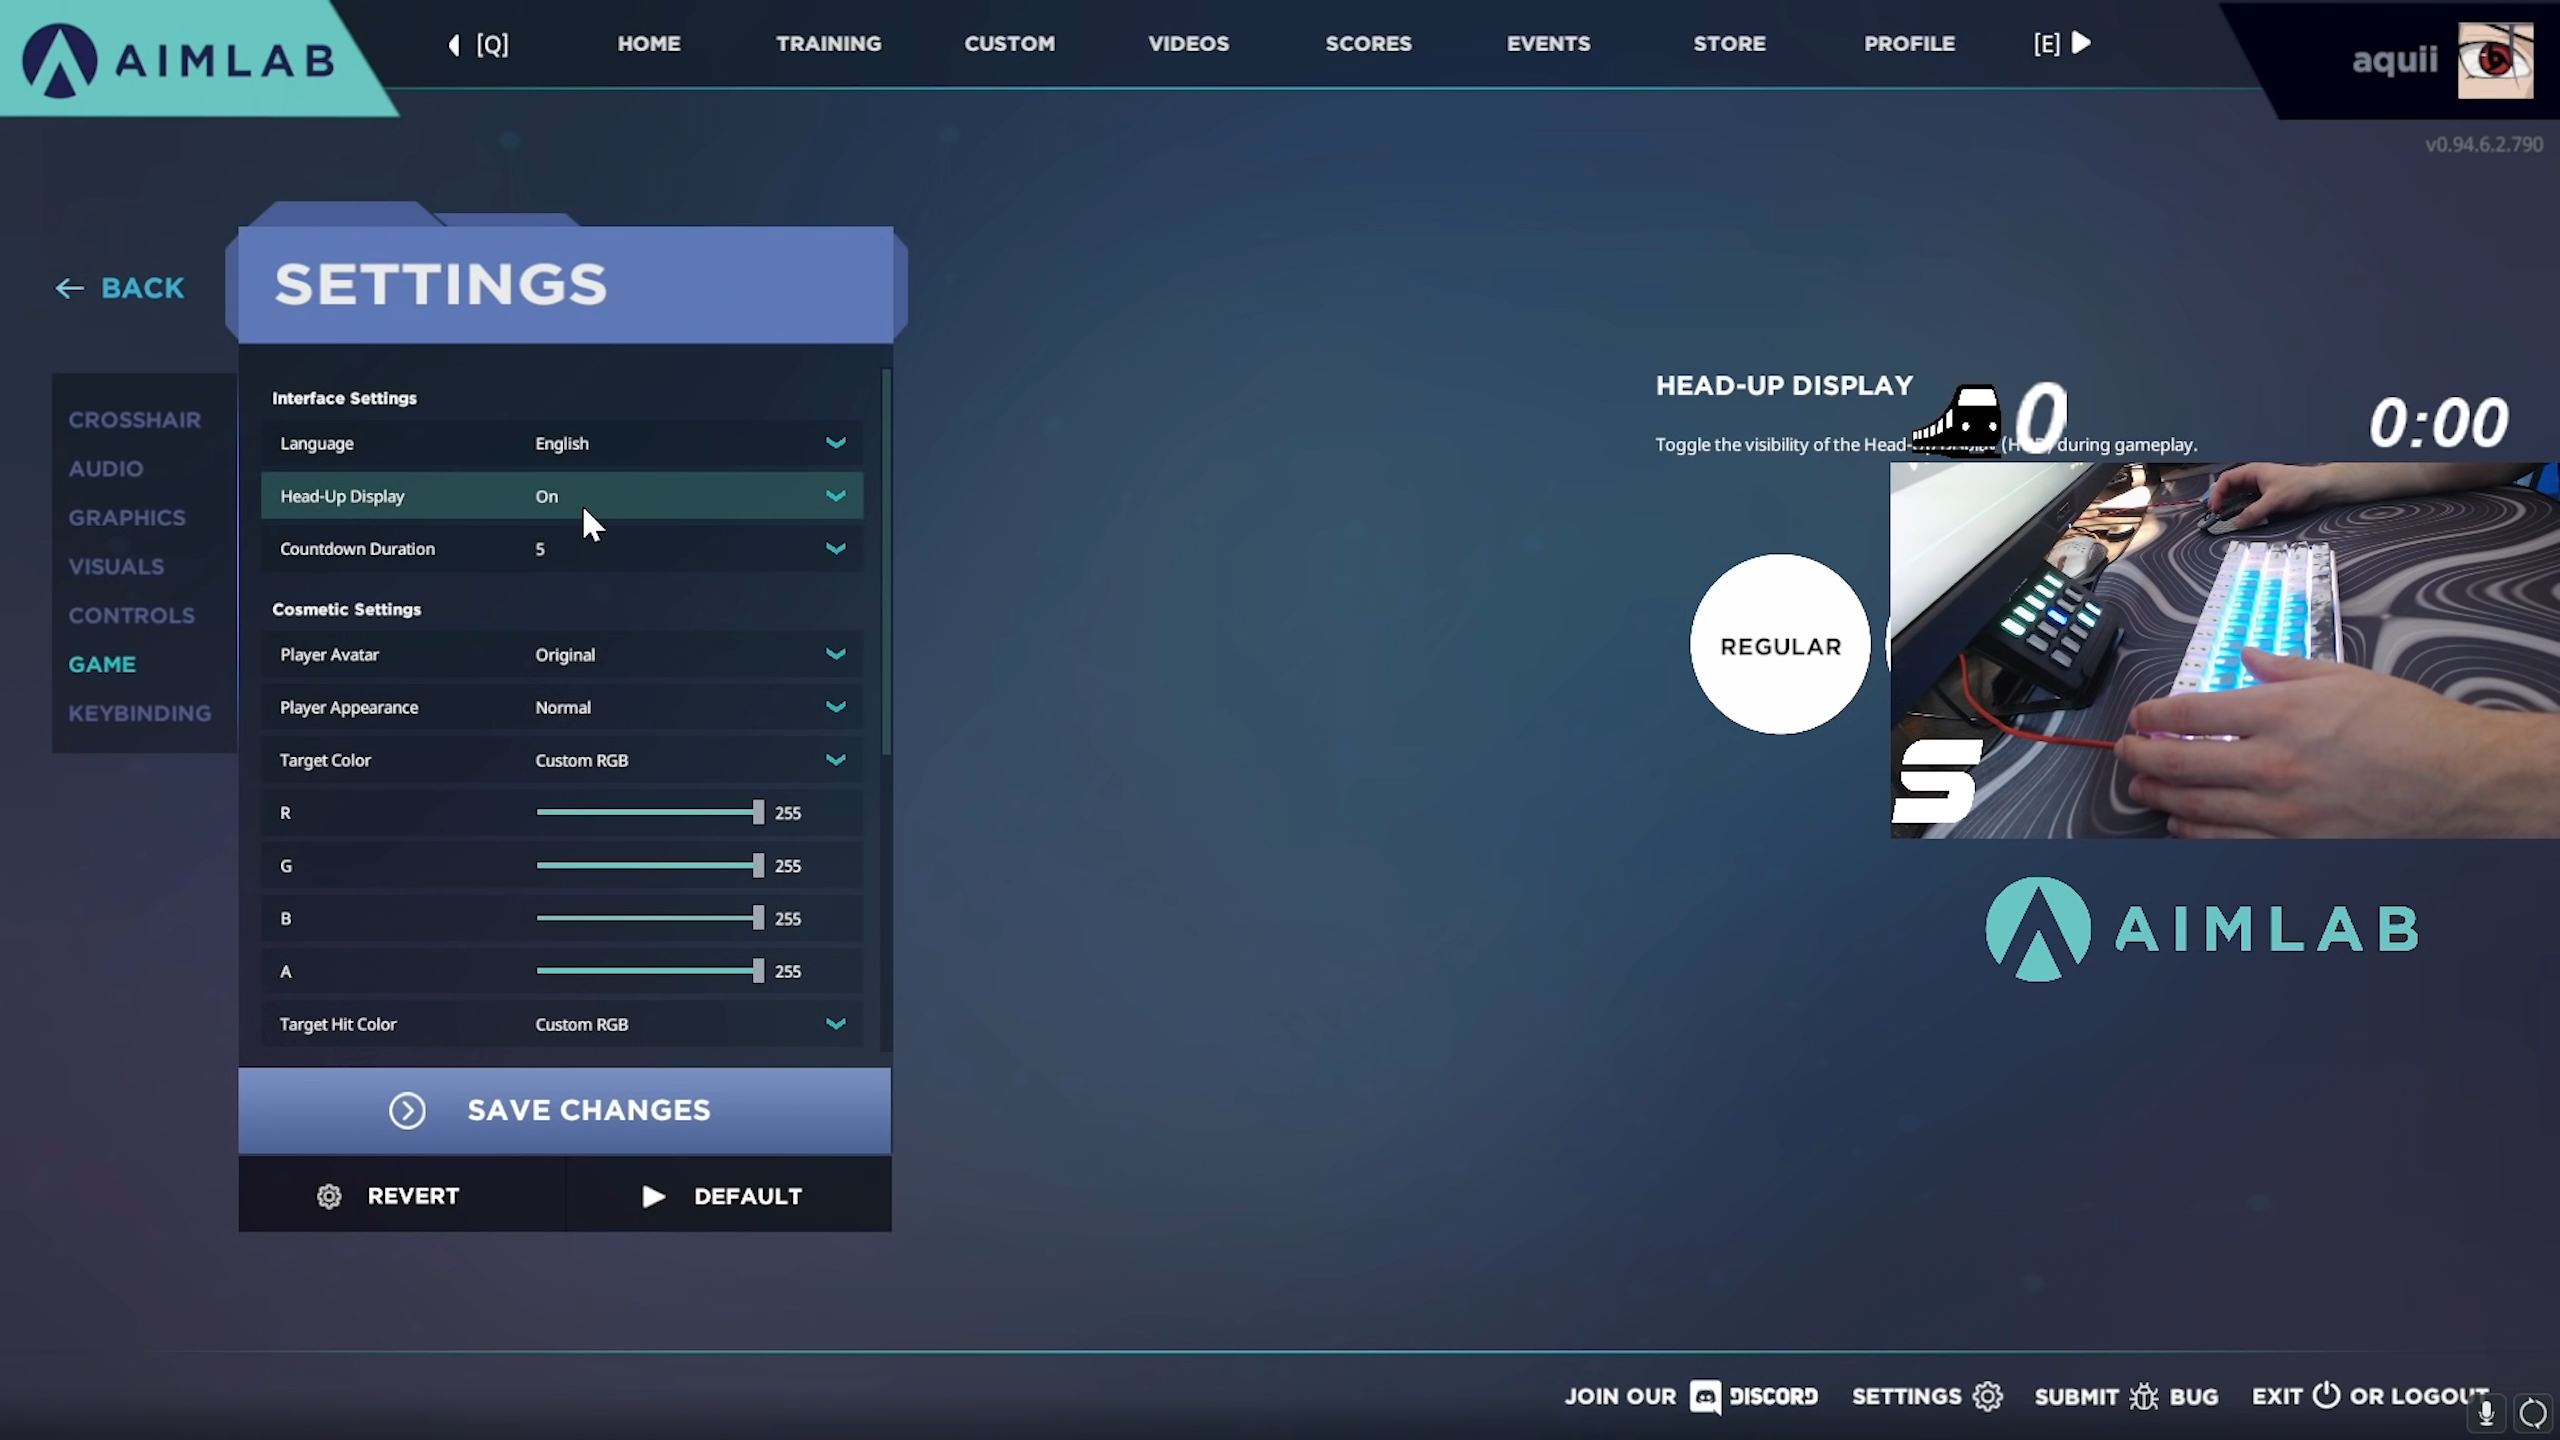 AIMLAB
[Q]
HOME
TRAINING
CUSTOM
VIDEOS
SCORES
EVENTS
STORE
PROFILE
[E]
aquii
v0.94.6.2.790
BACK
SETTINGS
CROSSHAIR
AUDIO
GRAPHICS
VISUALS
CONTROLS
GAME
KEYBINDING
Interface Settings
Language English
Head-Up Display On
Countdown Duration 5
Cosmetic Settings
Player Avatar Original
Player Appearance Normal
Target Color Custom RGB
R 255
G 255
B 255
A 255
Target Hit Color Custom RGB
SAVE CHANGES
REVERT
DEFAULT
HEAD-UP DISPLAY
0
0:00
Toggle the visibility of the Head- during gameplay.
REGULAR
S
AIMLAB
JOIN OUR DISCORD
SETTINGS
SUBMIT BUG
EXIT OR LOGOUT